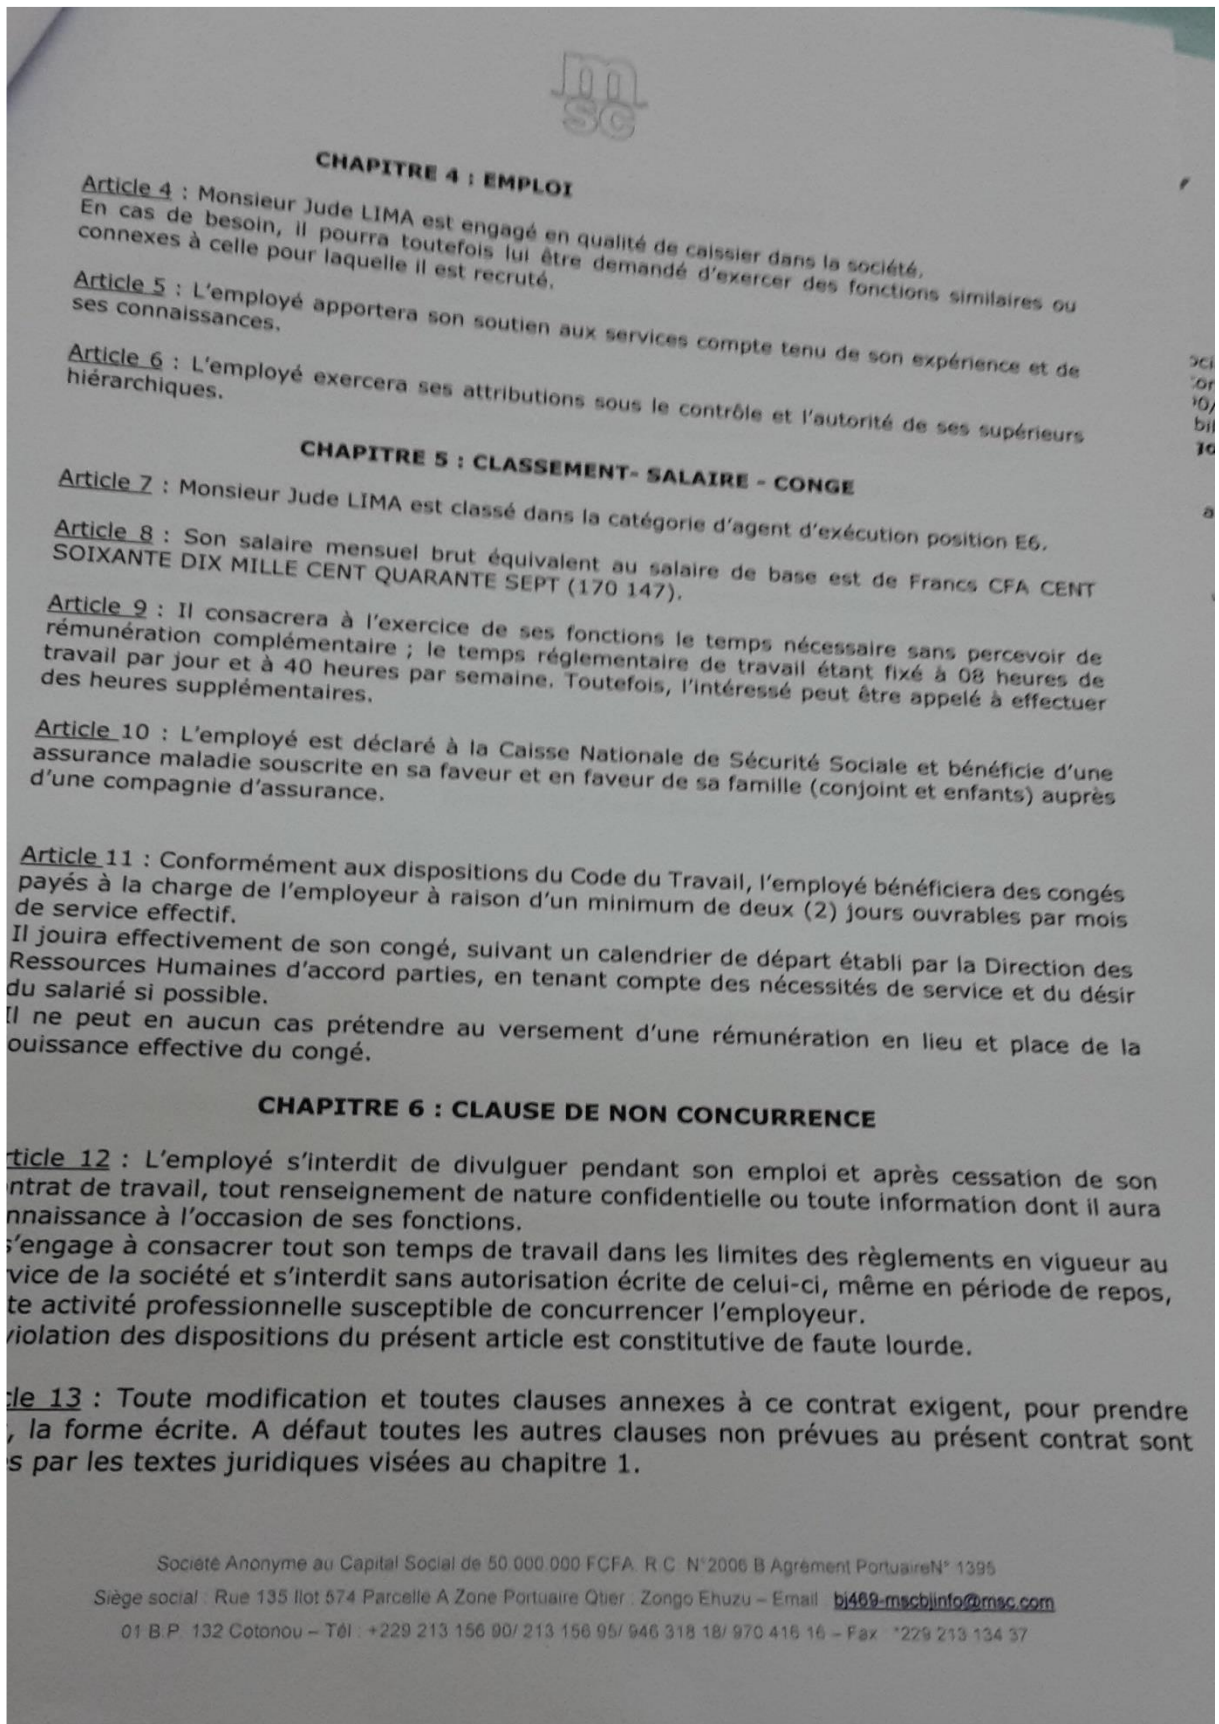 msc
CHAPITRE 4 : EMPLOI
Article 4 : Monsieur Jude LIMA est engagé en qualité de caissier dans la société.
En cas de besoin, il pourra toutefois lui être demandé d'exercer des fonctions similaires ou
connexes à celle pour laquelle il est recruté.
Article 5 : L'employé apportera son soutien aux services compte tenu de son expérience et de
ses connaissances.
Article 6 : L'employé exercera ses attributions sous le contrôle et l'autorité de ses supérieurs
hiérarchiques.
CHAPITRE 5 : CLASSEMENT- SALAIRE - CONGE
Article 7 : Monsieur Jude LIMA est classé dans la catégorie d'agent d'exécution position E6.
Article 8 : Son salaire mensuel brut équivalent au salaire de base est de Francs CFA CENT
SOIXANTE DIX MILLE CENT QUARANTE SEPT (170 147).
Article 9 : Il consacrera à l'exercice de ses fonctions le temps nécessaire sans percevoir de
rémunération complémentaire ; le temps réglementaire de travail étant fixé à 08 heures de
travail par jour et à 40 heures par semaine. Toutefois, l'intéressé peut être appelé à effectuer
des heures supplémentaires.
Article 10 : L'employé est déclaré à la Caisse Nationale de Sécurité Sociale et bénéficie d'une
assurance maladie souscrite en sa faveur et en faveur de sa famille (conjoint et enfants) auprès
d'une compagnie d'assurance.
Article 11 : Conformément aux dispositions du Code du Travail, l'employé bénéficiera des congés
payés à la charge de l'employeur à raison d'un minimum de deux (2) jours ouvrables par mois
de service effectif.
Il jouira effectivement de son congé, suivant un calendrier de départ établi par la Direction des
Ressources Humaines d'accord parties, en tenant compte des nécessités de service et du désir
du salarié si possible.
Il ne peut en aucun cas prétendre au versement d'une rémunération en lieu et place de la
ouissance effective du congé.
CHAPITRE 6 : CLAUSE DE NON CONCURRENCE
rticle 12 : L'employé s'interdit de divulguer pendant son emploi et après cessation de son
ntrat de travail, tout renseignement de nature confidentielle ou toute information dont il aura
nnaissance à l'occasion de ses fonctions.
s'engage à consacrer tout son temps de travail dans les limites des règlements en vigueur au
vice de la société et s'interdit sans autorisation écrite de celui-ci, même en période de repos,
te activité professionnelle susceptible de concurrencer l'employeur.
violation des dispositions du présent article est constitutive de faute lourde.
cle 13 : Toute modification et toutes clauses annexes à ce contrat exigent, pour prendre
, la forme écrite. A défaut toutes les autres clauses non prévues au présent contrat sont
s par les textes juridiques visées au chapitre 1.
Société Anonyme au Capital Social de 50.000.000 FCFA. R.C. N°2006 B Agrément PortuaireN° 1395
Siège social : Rue 135 Ilot 574 Parcelle A Zone Portuaire Qtier : Zongo Ehuzu – Email bj469-mscbjinfo@msc.com
01 B.P. 132 Cotonou – Tél : +229 213 156 90/ 213 156 95/ 946 318 18/ 970 416 16 – Fax : *229 213 134 37